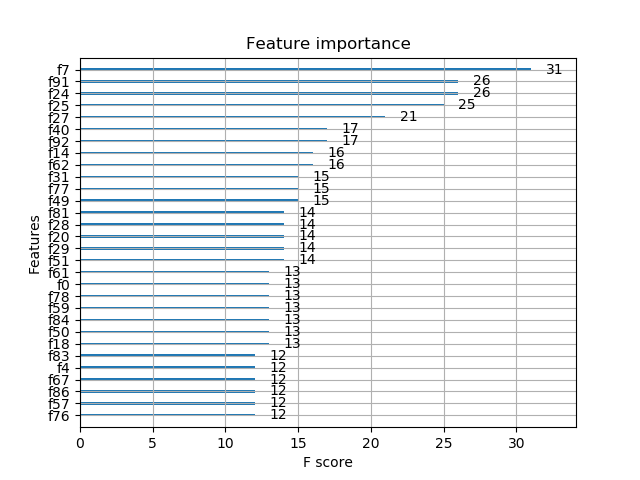 Feature importance
f7 31
f91 26
f24 26
f25 25
f27 21
f40 17
f92 17
f14 16
f62 16
f31 15
f77 15
f49 15
f81 14
f28 14
f20 14
f29 14
f51 14
f61 13
f0 13
f78 13
f59 13
f84 13
f50 13
f18 13
f83 12
f4 12
f67 12
f86 12
f57 12
f76 12
Features
0 5 10 15 20 25 30
F score